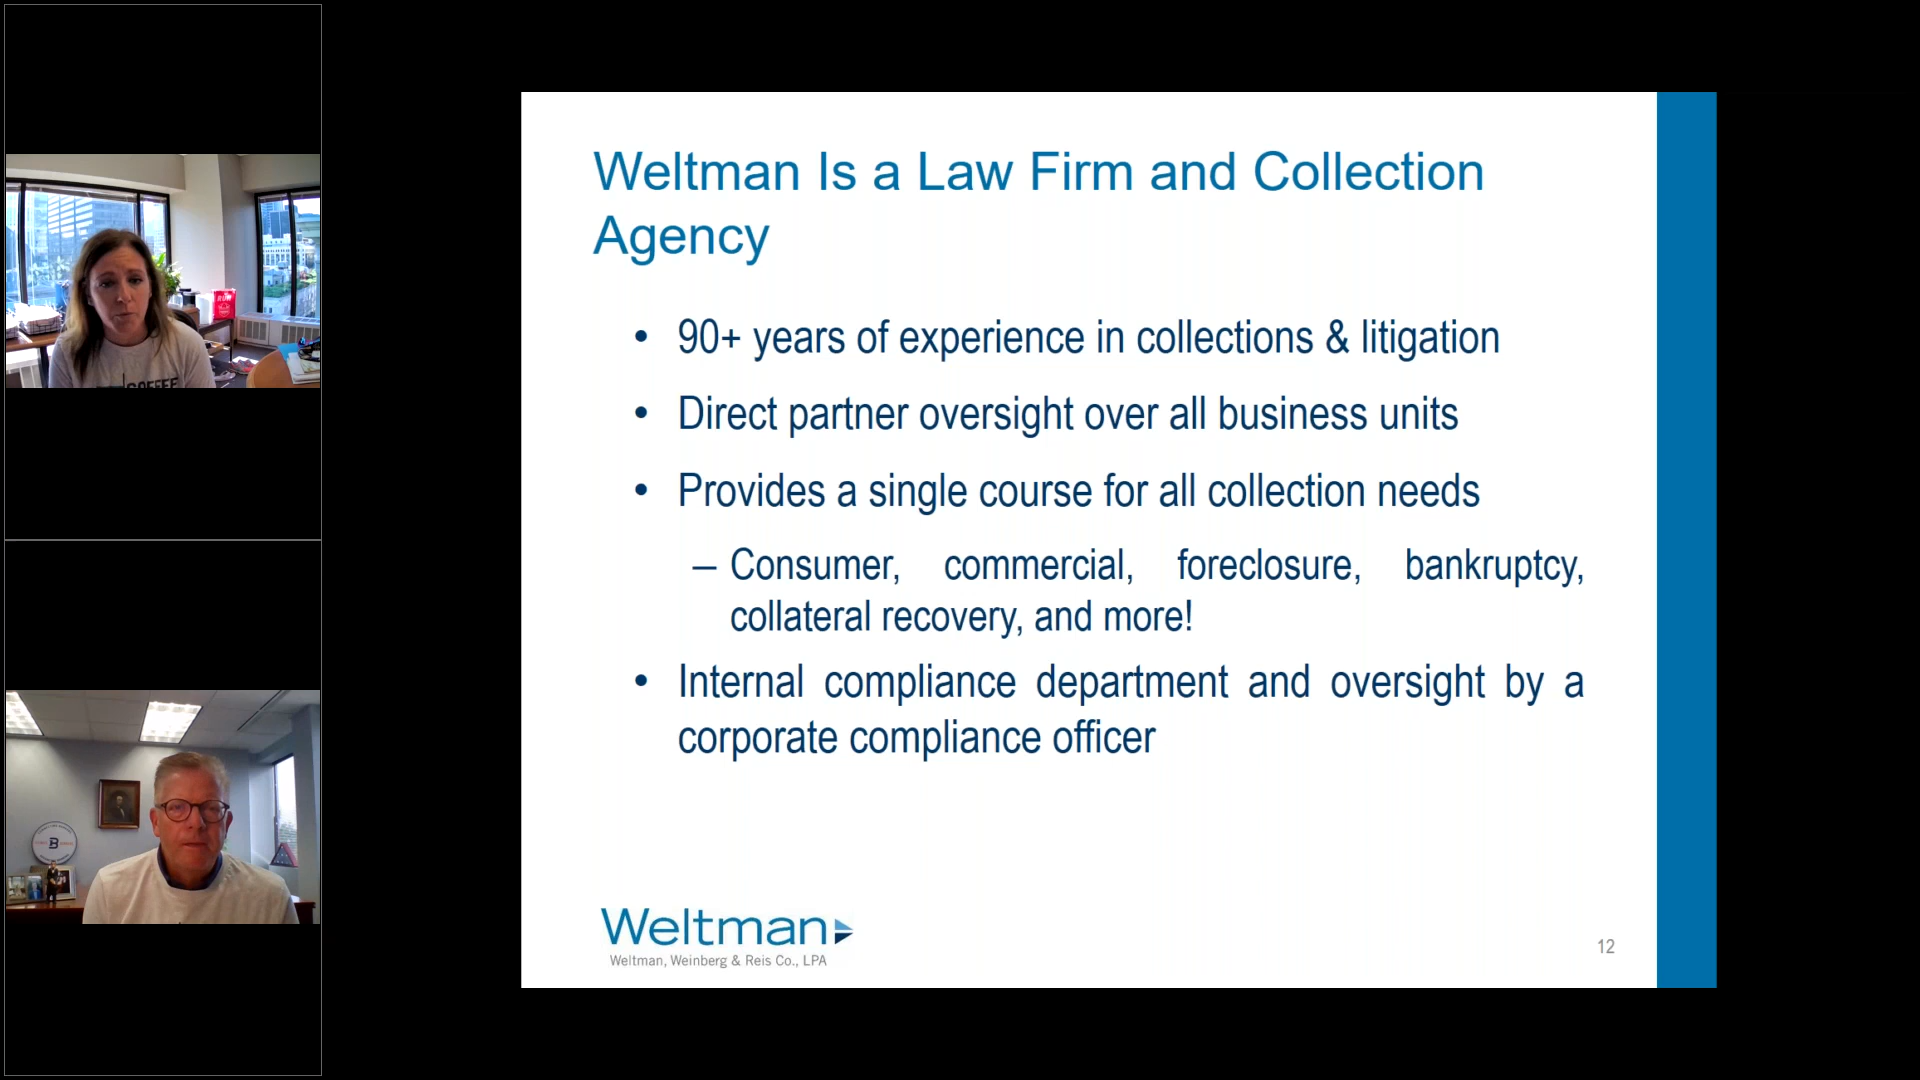 Weltman Is a Law Firm and Collection
Agency
• 90+ years of experience in collections & litigation
• Direct partner oversight over all business units
• Provides a single course for all collection needs
– Consumer, commercial, foreclosure, bankruptcy,
collateral recovery, and more!
• Internal compliance department and oversight by a
corporate compliance officer
Weltman
Weltman, Weinberg & Reis Co., LPA
12
RUN
COFFEE
B